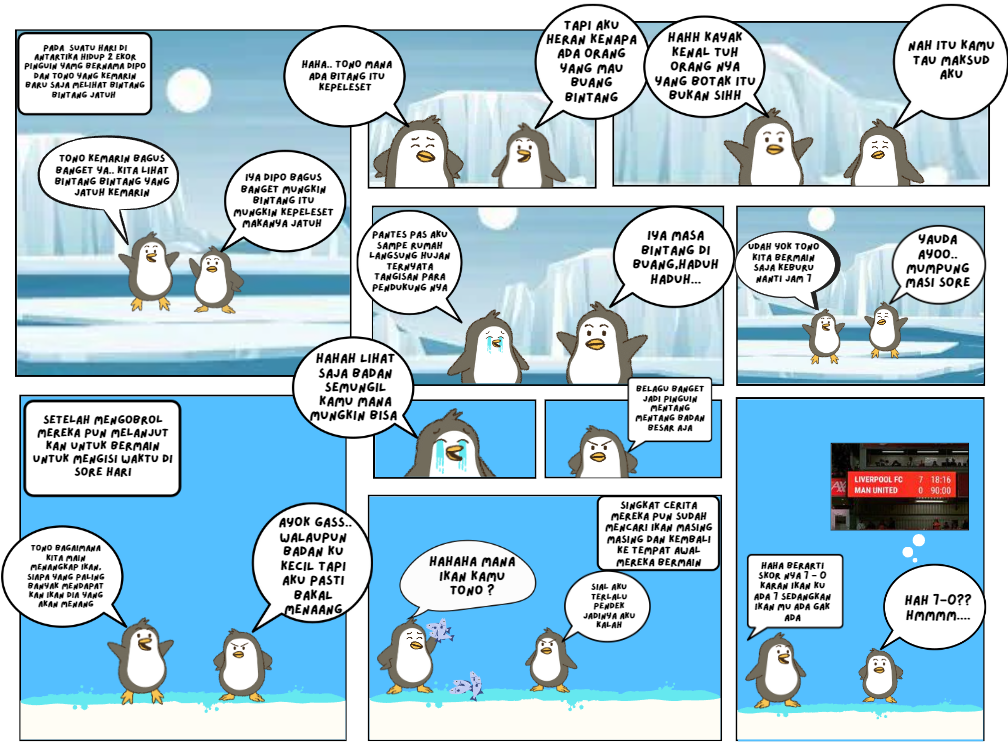 PADA SUATU HARI DI
ANTARTIKA HIDUP 2 EKOR
PINGUIN YAMG BERNAMA DIPO
DAN TONO YANG KEMARIN
BARU SAJA MELIHAT BINTANG
BINTANG JATUH
TONO KEMARIN BAGUS
BANGET YA.. KITA LIHAT
BINTANG BINTANG YANG
JATUH KEMARIN
IYA DIPO BAGUS
BANGET MUNGKIN
BINTANG ITU
MUNGKIN KEPELESET
MAKANYA JATUH
HAHA.. TONO MANA
ADA BITANG ITU
KEPELESET
TAPI AKU
HERAN KENAPA
ADA ORANG
YANG MAU
BUANG
BINTANG
HAHH KAYAK
KENAL TUH
ORANG NYA
YANG BOTAK ITU
BUKAN SIHH
NAH ITU KAMU
TAU MAKSUD
AKU
PANTES PAS AKU
SAMPE RUMAH
LANGSUNG HUJAN
TERNYATA
TANGISAN PARA
PENDUKUNG NYA
IYA MASA
BINTANG DI
BUANG,HADUH
HADUH...
UDAH YOK TONO
KITA BERMAIN
SAJA KEBURU
NANTI JAM 7
YAUDA
AYOO..
MUMPUNG
MASI SORE
SETELAH MENGOBROL
MEREKA PUN MELANJUT
KAN UNTUK BERMAIN
UNTUK MENGISI WAKTU DI
SORE HARI
TONO BAGAIMANA
KITA MAIN
MENANGKAP IKAN.
SIAPA YANG PALING
BANYAK MENDAPAT
KAN IKAN DIA YANG
AKAN MENANG
AYOK GASS..
WALAUPUN
BADAN KU
KECIL TAPI
AKU PASTI
BAKAL
MENAANG
HAHAH LIHAT
SAJA BADAN
SEMUNGIL
KAMU MANA
MUNGKIN BISA
BELAGU BANGET
JADI PINGUIN
MENTANG
MENTANG BADAN
BESAR AJA
SINGKAT CERITA
MEREKA PUN SUDAH
MENCARI IKAN MASING
MASING DAN KEMBALI
KE TEMPAT AWAL
MEREKA BERMAIN
HAHAHA MANA
IKAN KAMU
TONO ?
SIAL AKU
TERLALU
PENDEK
JADINYA AKU
KALAH
LIVERPOOL FC 7 18:16
MAN UNITED 0 90:00
HAHA BERARTI
SKOR NYA 7 - 0
KARAN IKAN KU
ADA 7 SEDANGKAN
IKAN MU ADA GAK
ADA
HAH 7-0??
HMMMM....